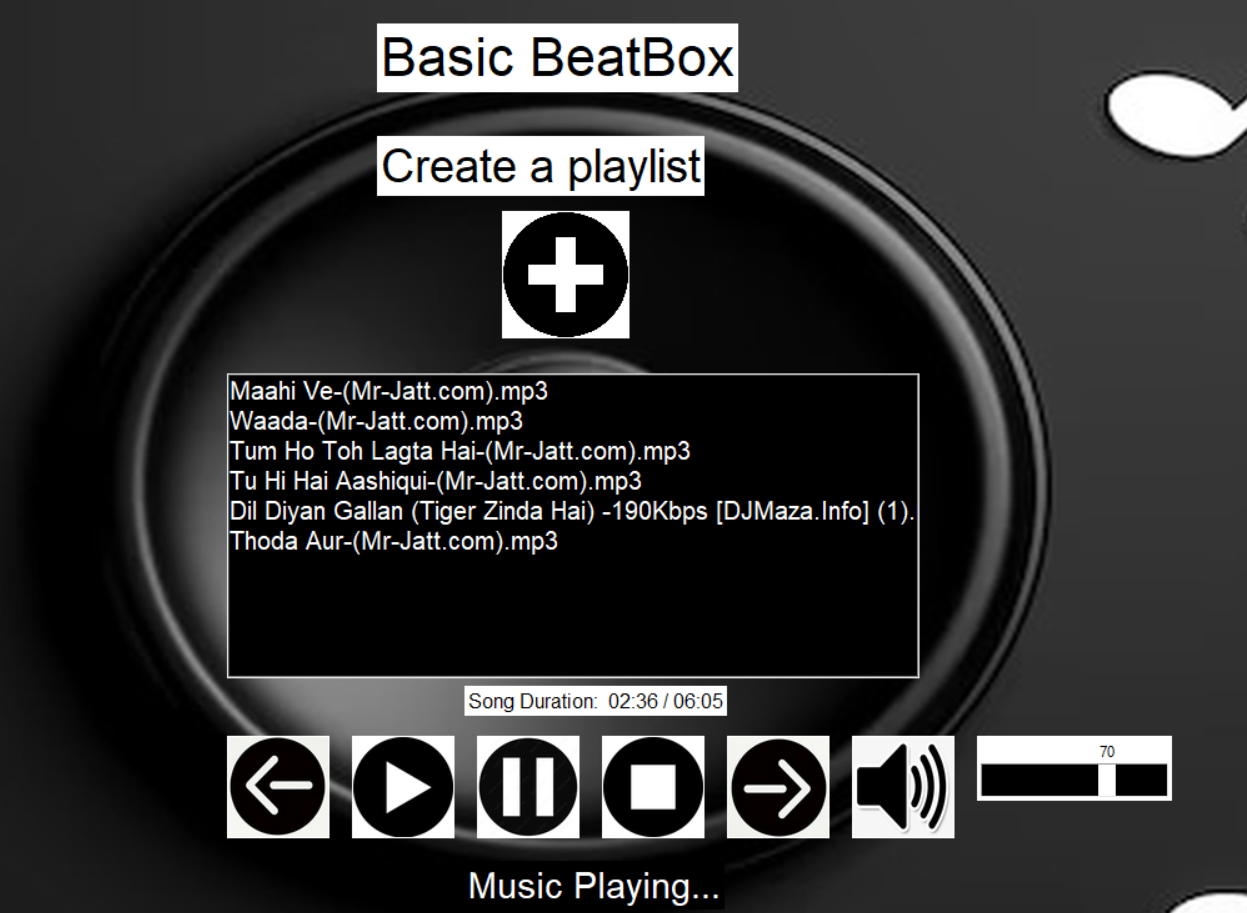 Basic BeatBox
Create a playlist
Maahi Ve-(Mr-Jatt.com).mp3
Waada-(Mr-Jatt.com).mp3
Tum Ho Toh Lagta Hai-(Mr-Jatt.com).mp3
Tu Hi Hai Aashiqui-(Mr-Jatt.com).mp3
Dil Diyan Gallan (Tiger Zinda Hai) -190Kbps [DJMaza.Info] (1).
Thoda Aur-(Mr-Jatt.com).mp3
Song Duration: 02:36 / 06:05
70
Music Playing...